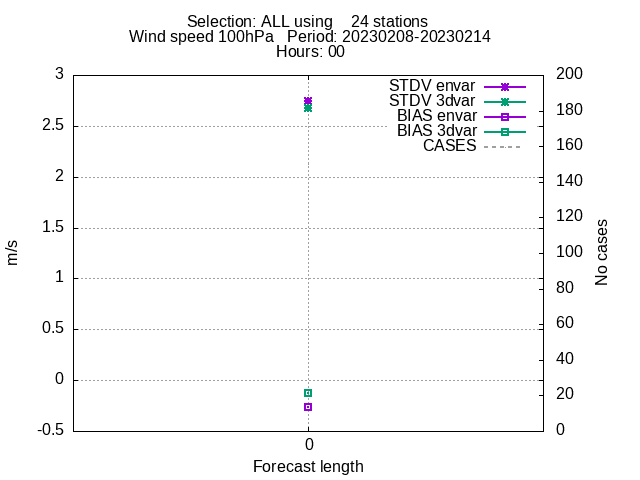 Selection: ALL using    24 stations
Wind speed 100hPa   Period: 20230208-20230214
Hours: 00
3
2.5
2
1.5
1
0.5
0
-0.5
m/s
STDV envar
STDV 3dvar
BIAS envar
BIAS 3dvar
CASES
200
180
160
140
120
100
80
60
40
20
0
No cases
0
Forecast length